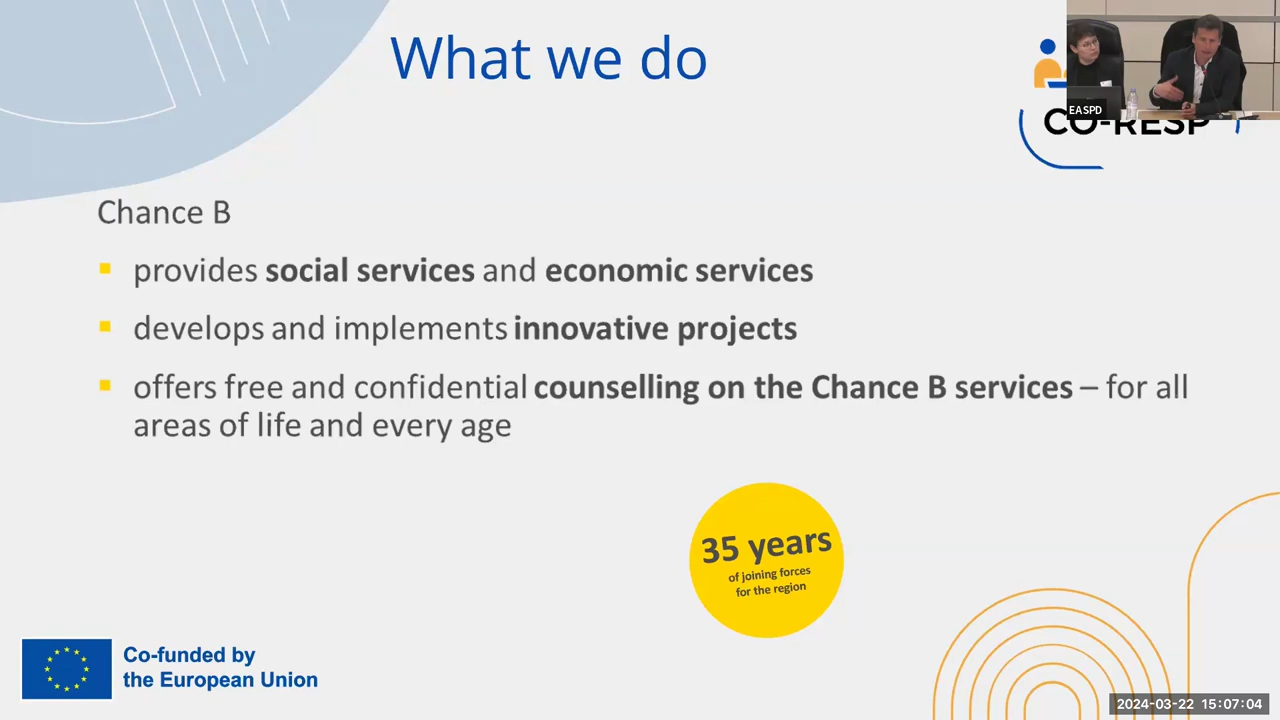 What we do
EASPD
CO-RESP
Chance B
provides social services and economic services
develops and implements innovative projects
offers free and confidential counselling on the Chance B services – for all
areas of life and every age
35 years
of joining forces
for the region
Co-funded by
the European Union
2024-03-22 15:07:04